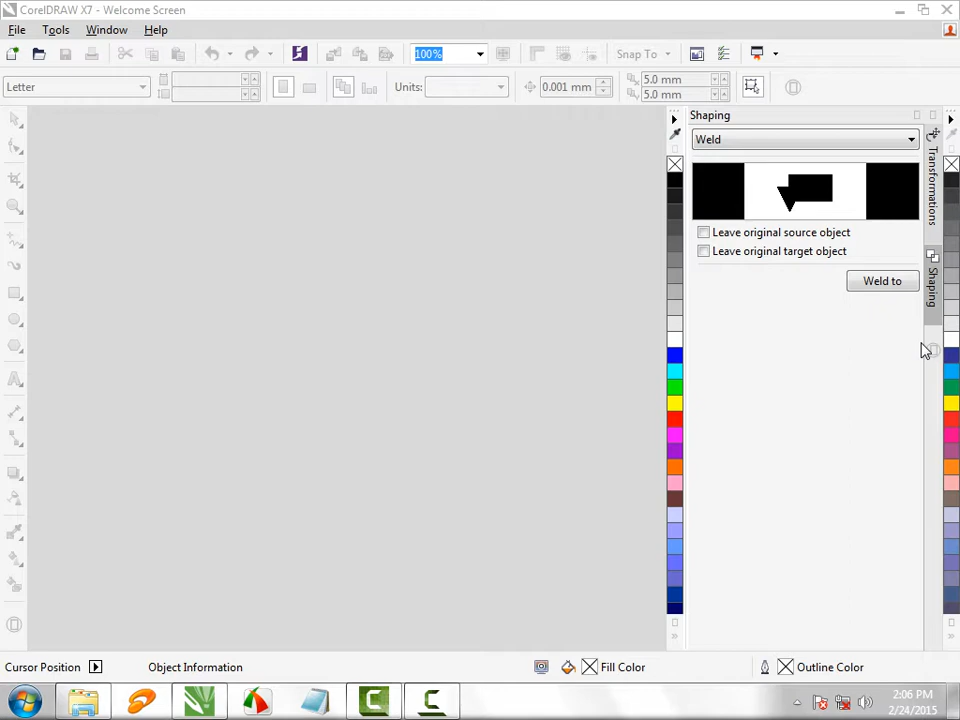 CorelDRAW X7 - Welcome Screen
File Tools Window Help
100% Snap To
Letter Units: 0.001 mm 5.0 mm
5.0 mm
Shaping
Weld
Transformations
Leave original source object
Leave original target object
Weld to
Shaping
Cursor Position Object Information Fill Color Outline Color
2:06 PM
2/24/2015